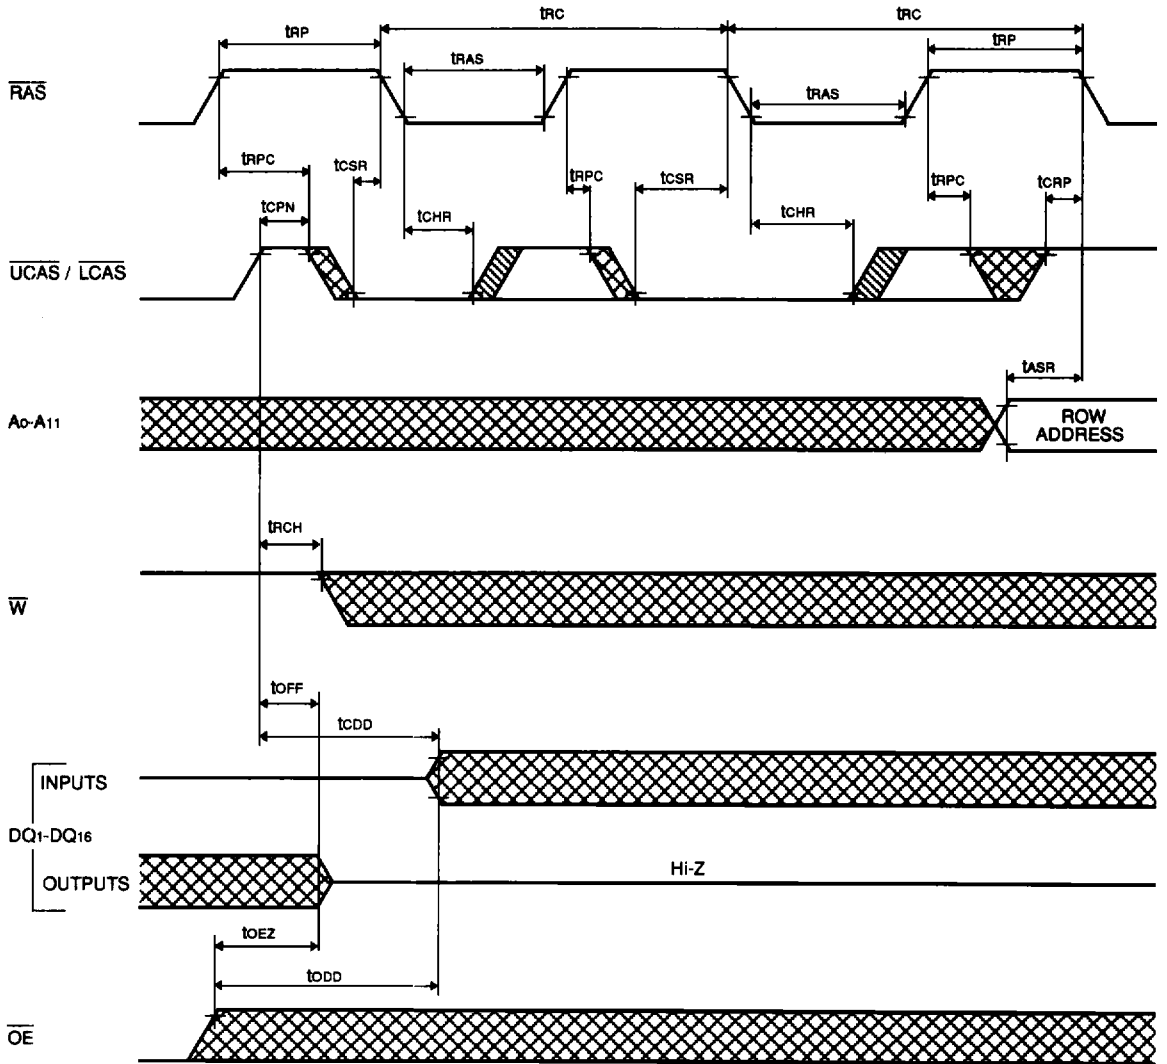 tRC tRC
tRP tRP
tRAS tRAS
RAS
tRPC tCSR tRPC tCSR tRPC tCRP
tCPN tCHR tCHR
UCAS / LCAS
tASR
A0-A11
ROW
ADDRESS
tRCH
W
tOFF
tCDD
INPUTS
DQ1-DQ16
Hi-Z
OUTPUTS
tOEZ
tODD
OE